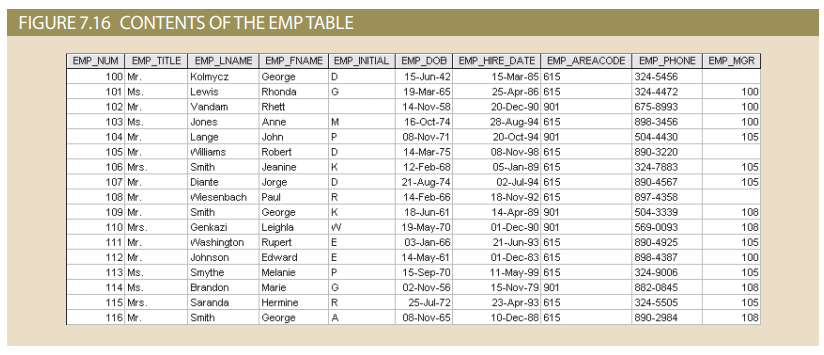 FIGURE 7.16 CONTENTS OF THE EMP TABLE
EMP_NUM EMP_TITLE EMP_LNAME EMP_FNAME EMP_INITIAL EMP_DOB EMP_HIRE_DATE EMP_AREACODE EMP_PHONE EMP_MGR
100 Mr. Kolmycz George D 15-Jun-42 15-Mar-85 615 324-5456
101 Ms. Lewis Rhonda G 19-Mar-65 25-Apr-86 615 324-4472 100
102 Mr. Vandam Rhett 14-Nov-58 20-Dec-90 901 675-8993 100
103 Ms. Jones Anne M 16-Oct-74 28-Aug-94 615 898-3456 100
104 Mr. Lange John P 08-Nov-71 20-Oct-94 901 504-4430 105
105 Mr. Williams Robert D 14-Mar-75 08-Nov-98 615 890-3220
106 Mrs. Smith Jeanine K 12-Feb-68 05-Jan-89 615 324-7883 105
107 Mr. Diante Jorge D 21-Aug-74 02-Jul-94 615 890-4567 105
108 Mr. Wiesenbach Paul R 14-Feb-66 18-Nov-92 615 897-4358
109 Mr. Smith George K 18-Jun-61 14-Apr-89 901 504-3339 108
110 Mrs. Genkazi Leighla W 19-May-70 01-Dec-90 901 569-0093 108
111 Mr. Washington Rupert E 03-Jan-66 21-Jun-93 615 890-4925 105
112 Mr. Johnson Edward E 14-May-61 01-Dec-83 615 898-4387 100
113 Ms. Smythe Melanie P 15-Sep-70 11-May-99 615 324-9006 105
114 Ms. Brandon Marie G 02-Nov-56 15-Nov-79 901 882-0845 108
115 Mrs. Saranda Hermine R 25-Jul-72 23-Apr-93 615 324-5505 105
116 Mr. Smith George A 08-Nov-65 10-Dec-88 615 890-2984 108